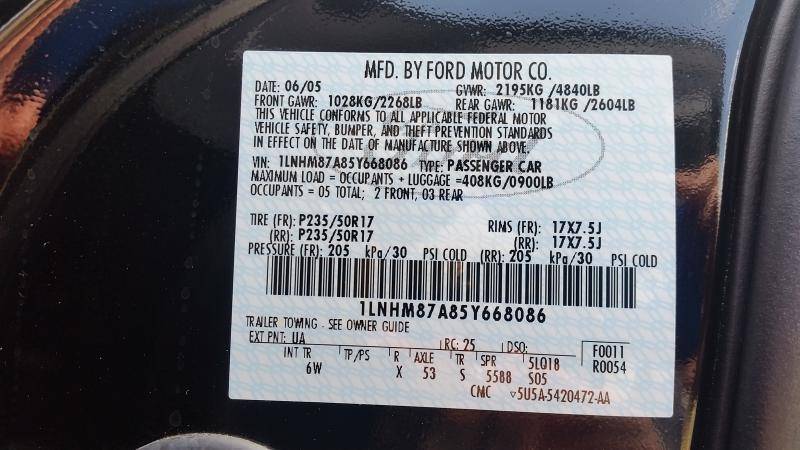 MFD. BY FORD MOTOR CO.
DATE: 06/05 GVWR: 2195KG /4840LB
FRONT GAWR: 1028KG/2268LB REAR GAWR: 1181KG /2604LB
THIS VEHICLE CONFORMS TO ALL APPLICABLE FEDERAL MOTOR
VEHICLE SAFETY, BUMPER, AND THEFT PREVENTION STANDARDS
IN EFFECT ON THE DATE OF MANUFACTURE SHOWN ABOVE.
VIN: 1LNHM87A85Y668086 TYPE: PASSENGER CAR
MAXIMUM LOAD = OCCUPANTS + LUGGAGE =408KG/0900LB
OCCUPANTS = 05 TOTAL; 2 FRONT, 03 REAR
TIRE (FR): P235/50R17 RINS (FR): 17X7.5J
(RR): P235/50R17 (RR): 17X7.5J
PRESSURE (FR): 205 kPa/30 PSI COLD (RR): 205 kPa/30 PSI COLD
1LNHM87A85Y668086
TRAILER TOWING - SEE OWNER GUIDE
EXT PNT: UA RC: 25 DSO: F0011
INT TR TP/PS R AXLE TR SPR 5LQ18 R0054
6W X 53 S 5588 S05
CMC ▿5U5A-5420472-AA